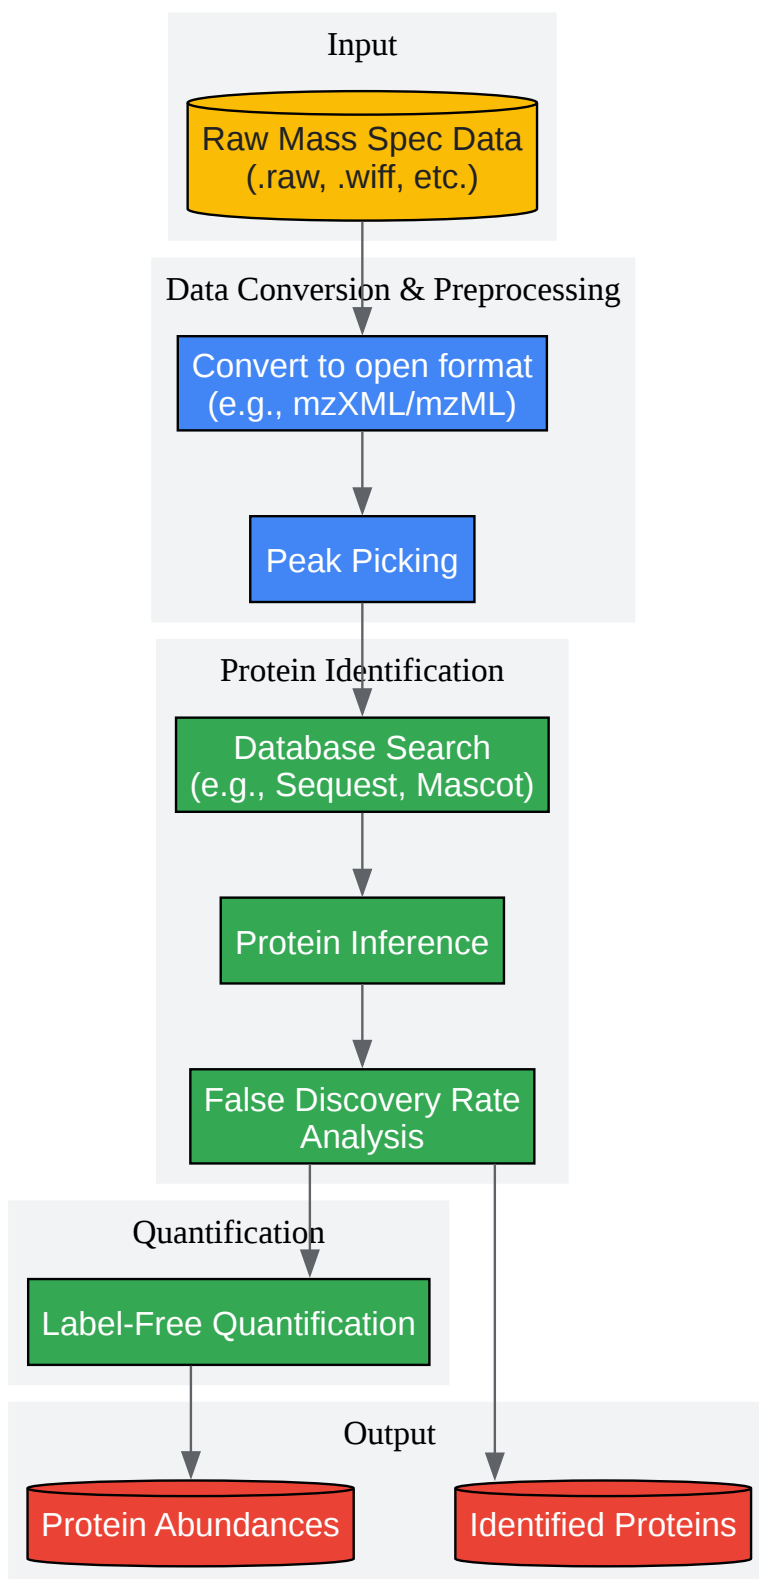 Input
Raw Mass Spec Data
(.raw, .wiff, etc.)
Data Conversion & Preprocessing
Convert to open format
(e.g., mzXML/mzML)
Peak Picking
Protein Identification
Database Search
(e.g., Sequest, Mascot)
Protein Inference
False Discovery Rate
Analysis
Quantification
Label-Free Quantification
Output
Protein Abundances
Identified Proteins